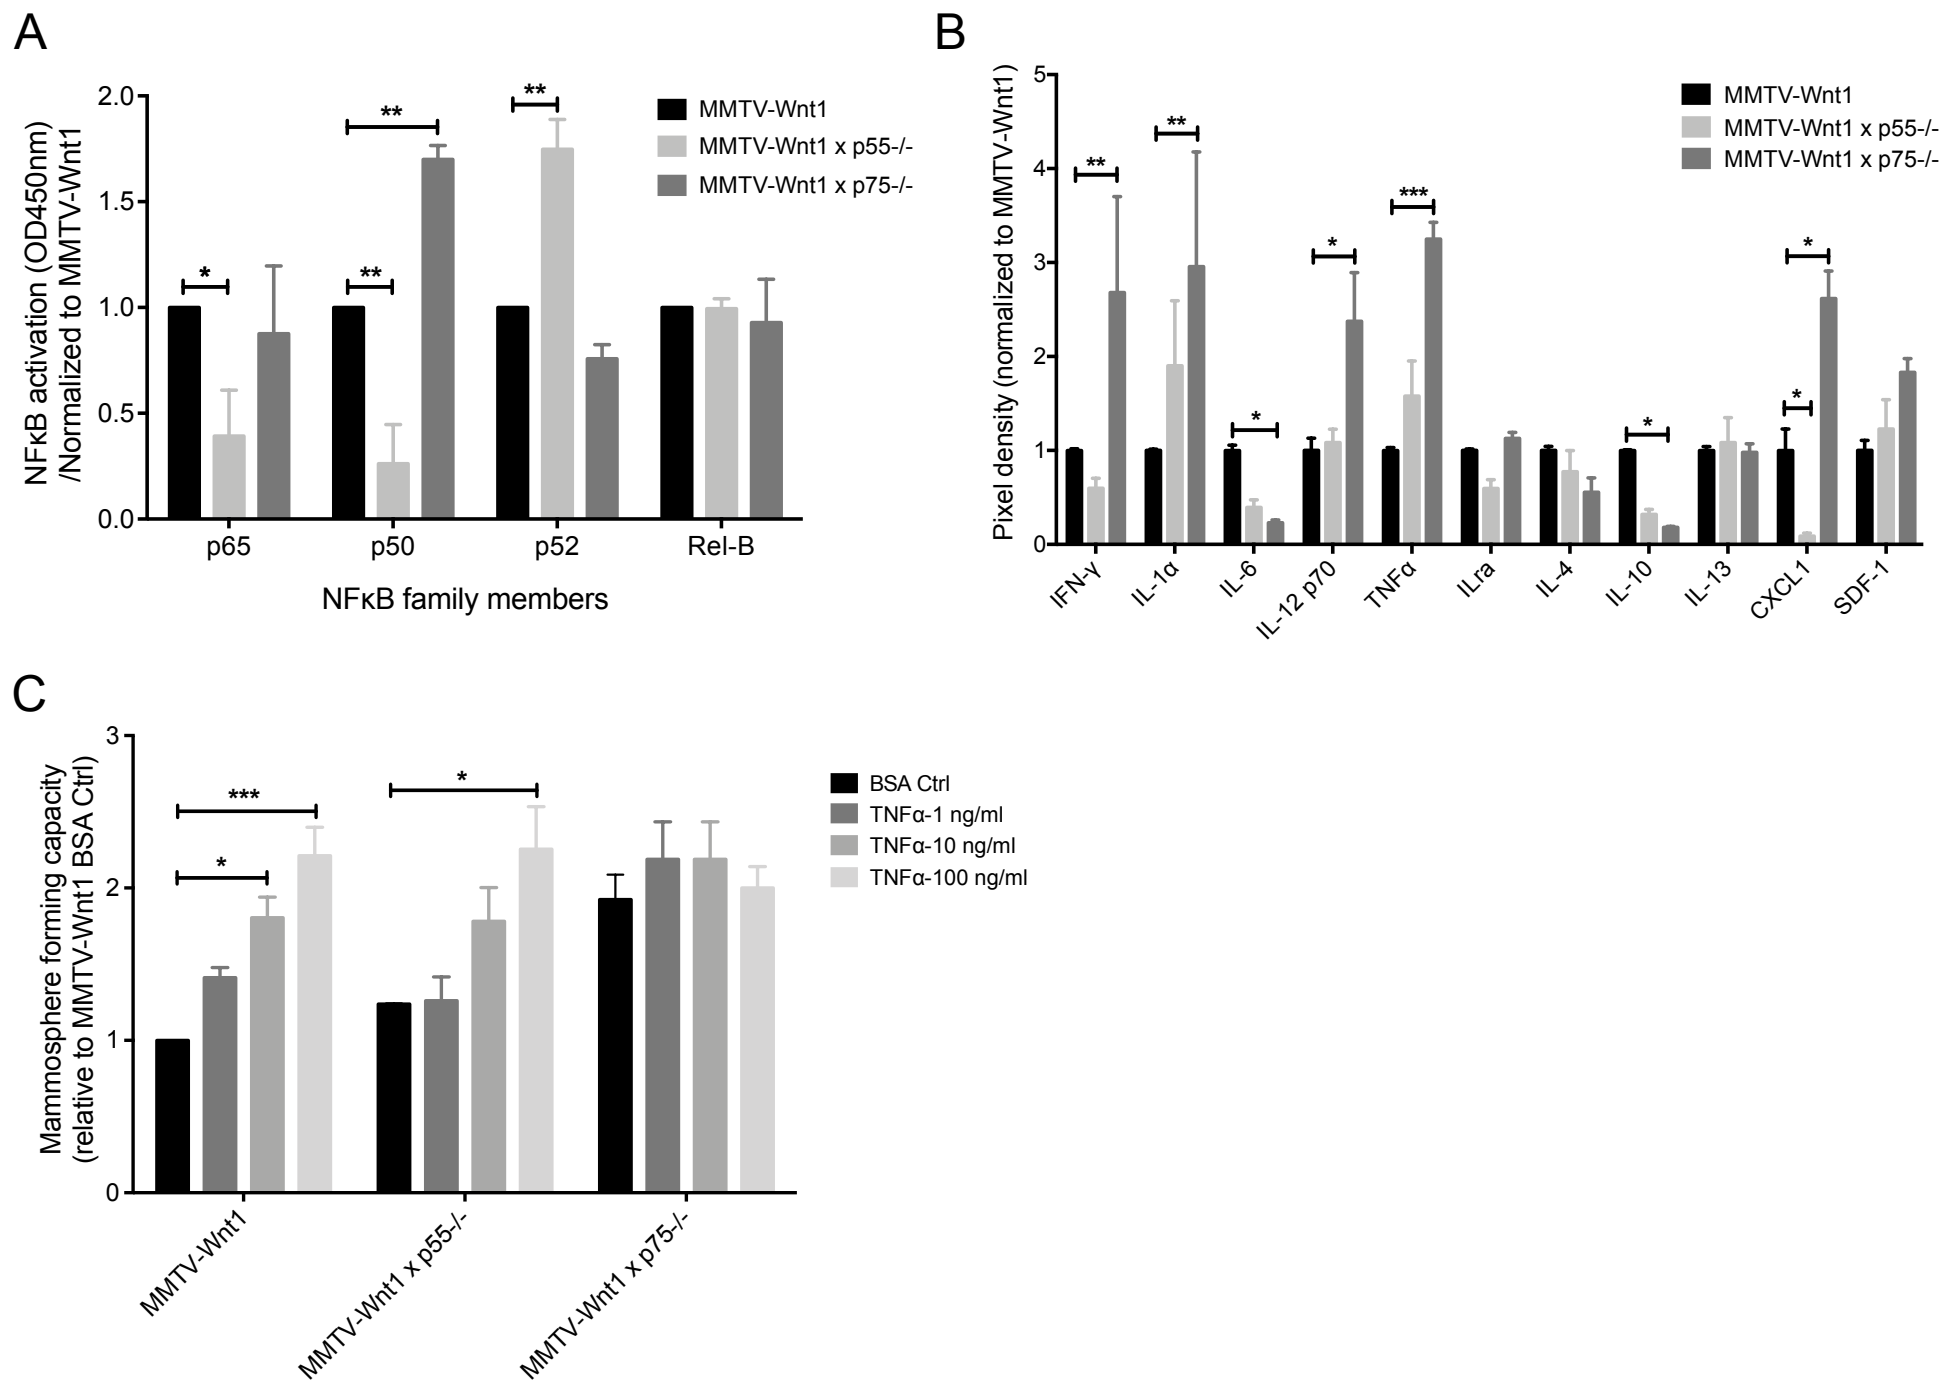 A
NFκB activation (OD450nm)
/Normalized to MMTV-Wnt1
2.0
1.5
1.0
0.5
0.0
*
**
**
**
MMTV-Wnt1
MMTV-Wnt1 x p55-/-
MMTV-Wnt1 x p75-/-
p65
p50
p52
Rel-B
NFκB family members
B
Pixel density (normalized to MMTV-Wnt1)
5
4
3
2
1
0
**
**
*
*
***
*
*
*
MMTV-Wnt1
MMTV-Wnt1 x p55-/-
MMTV-Wnt1 x p75-/-
IFN-γ
IL-1α
IL-6
IL-12 p70
TNFα
ILra
IL-4
IL-10
IL-13
CXCL1
SDF-1
C
Mammosphere forming capacity
(relative to MMTV-Wnt1 BSA Ctrl)
3
2
1
0
***
*
*
BSA Ctrl
TNFα-1 ng/ml
TNFα-10 ng/ml
TNFα-100 ng/ml
MMTV-Wnt1
MMTV-Wnt1 x p55-/-
MMTV-Wnt1 x p75-/-